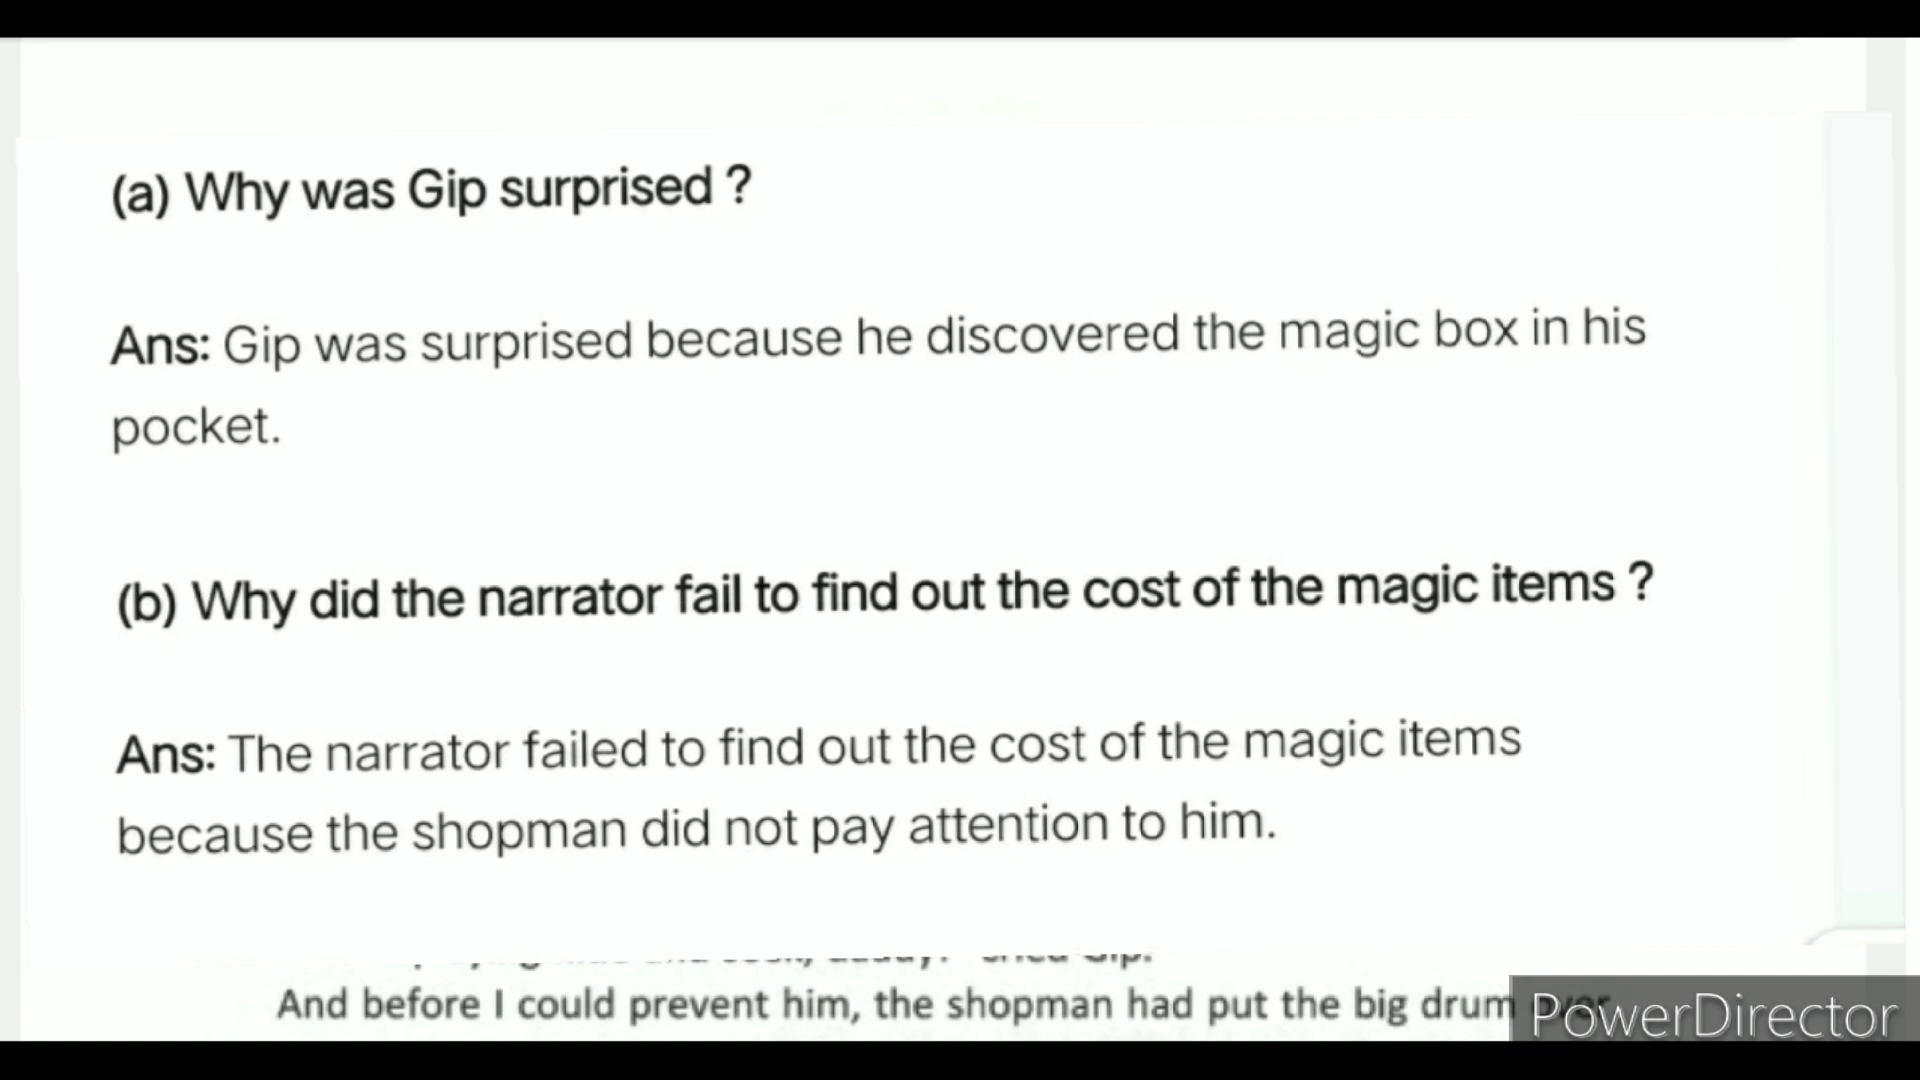 (a) Why was Gip surprised ?
Ans: Gip was surprised because he discovered the magic box in his
pocket.
(b) Why did the narrator fail to find out the cost of the magic items ?
Ans: The narrator failed to find out the cost of the magic items
because the shopman did not pay attention to him.
Gip.
And before I could prevent him, the shopman had put the big drum over
PowerDirector